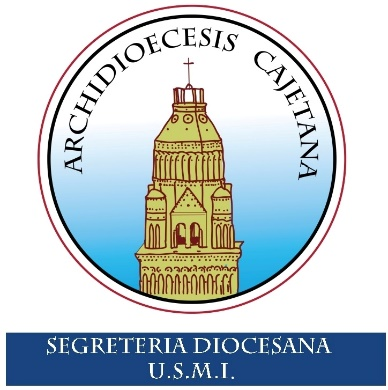 ARCHIDIOECESIS CAJETANA
SEGRETERIA DIOCESANA
U.S.M.I.